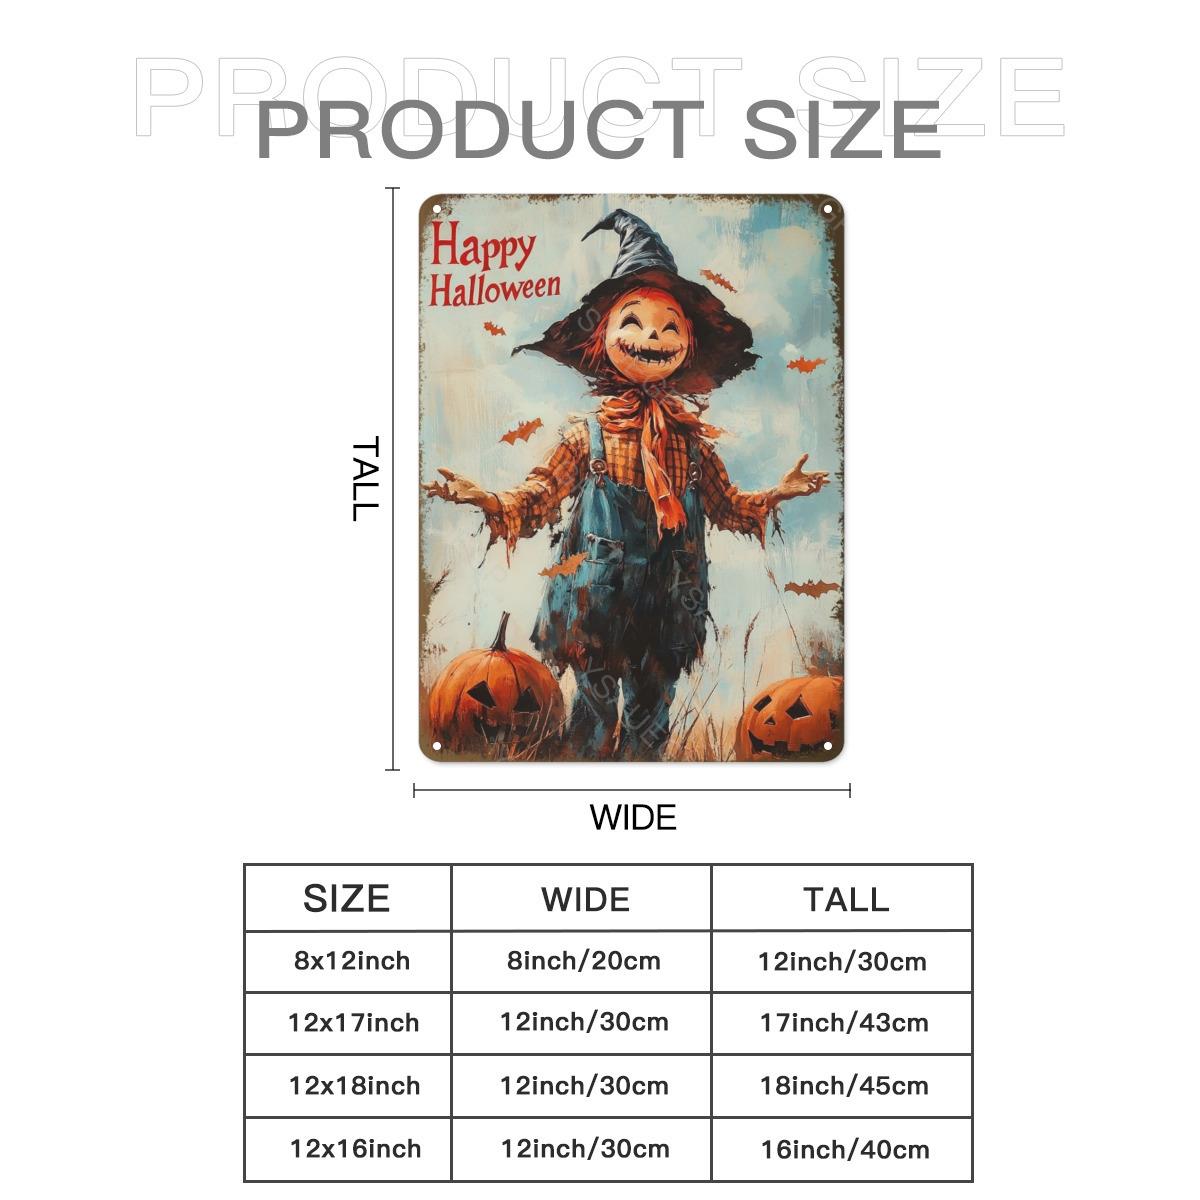 PRODUCT SIZE
PRODUCT SIZE
Happy
Halloween
TALL
WIDE
SIZE WIDE TALL
8x12inch 8inch/20cm 12inch/30cm
12x17inch 12inch/30cm 17inch/43cm
12x18inch 12inch/30cm 18inch/45cm
12x16inch 12inch/30cm 16inch/40cm